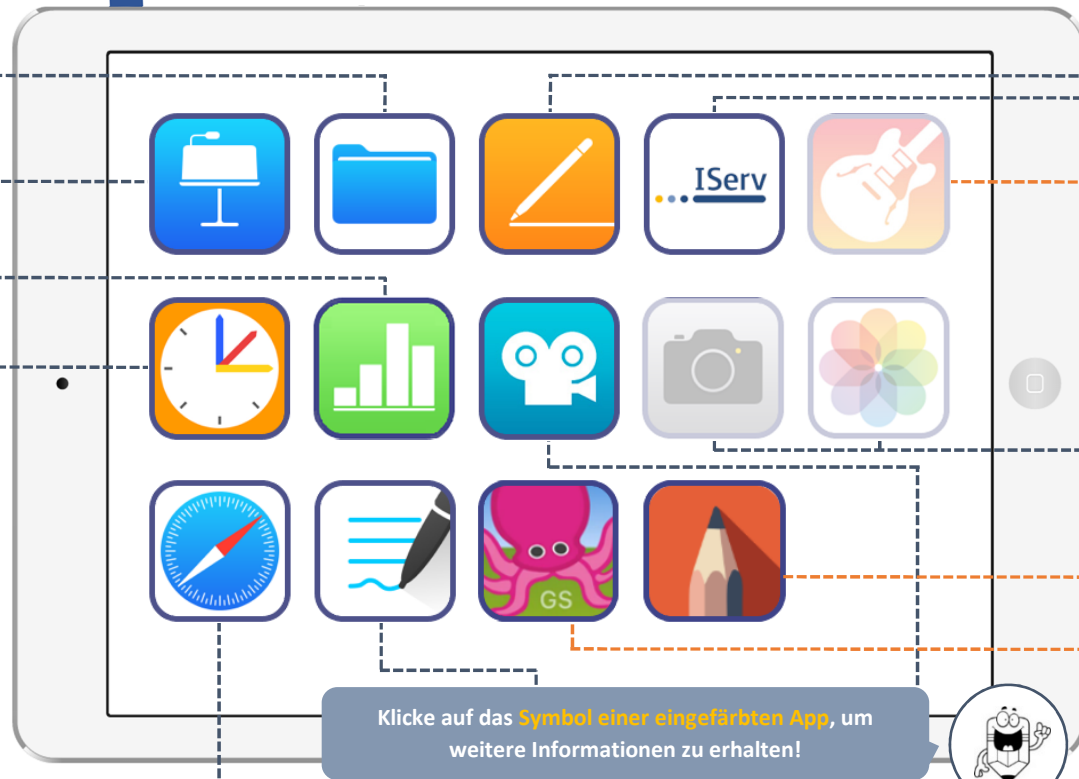 IServ
GS
Klicke auf das Symbol einer eingefärbten App, um
weitere Informationen zu erhalten!